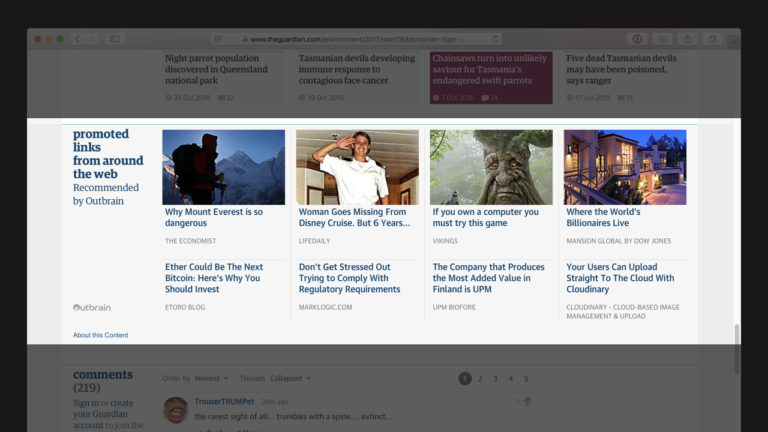 www.theguardian.com/environment/2017/mar/28/tasmanian-tiger-
Night parrot population
discovered in Queensland
national park
25 Oct 2016 22
Tasmanian devils developing
immune response to
contagious face cancer
19 Oct 2016
Chainsaws turn into unlikely
saviour for Tasmania's
endangered swift parrots
7 Oct 2016 24
Five dead Tasmanian devils
may have been poisoned,
says ranger
17 Jun 2015 15
promoted
links
from around
the web
Recommended
by Outbrain
Why Mount Everest is so
dangerous
THE ECONOMIST
Woman Goes Missing From
Disney Cruise. But 6 Years...
LIFEDAILY
If you own a computer you
must try this game
VIKINGS
Where the World's
Billionaires Live
MANSION GLOBAL BY DOW JONES
Ether Could Be The Next
Bitcoin: Here's Why You
Should Invest
ETORO BLOG
Don't Get Stressed Out
Trying to Comply With
Regulatory Requirements
MARKLOGIC.COM
The Company that Produces
the Most Added Value in
Finland is UPM
UPM BIOFORE
Your Users Can Upload
Straight To The Cloud With
Cloudinary
CLOUDINARY - CLOUD-BASED IMAGE
MANAGEMENT & UPLOAD
Outbrain
About this Content
comments
(219)
Sign in or create
your Guardian
account to join the
Order by Newest Threads Collapsed
1 2 3 4 5
TrouserTRUMPet 20m ago 1
the rarest sight of all... trumbles with a spine.... extinct...